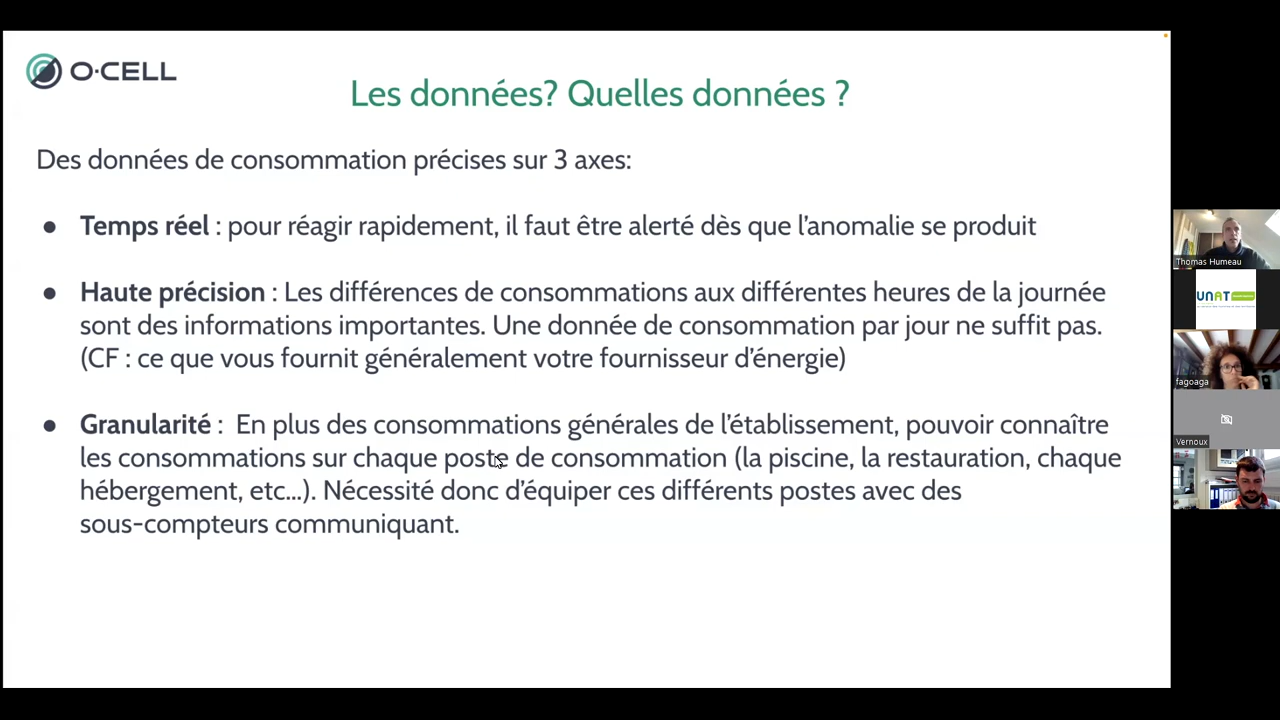 O·CELL
Les données? Quelles données ?
Des données de consommation précises sur 3 axes:
● Temps réel : pour réagir rapidement, il faut être alerté dès que l'anomalie se produit
● Haute précision : Les différences de consommations aux différentes heures de la journée
sont des informations importantes. Une donnée de consommation par jour ne suffit pas.
(CF : ce que vous fournit généralement votre fournisseur d'énergie)
● Granularité : En plus des consommations générales de l'établissement, pouvoir connaître
les consommations sur chaque poste de consommation (la piscine, la restauration, chaque
hébergement, etc...). Nécessité donc d'équiper ces différents postes avec des
sous-compteurs communiquant.
Thomas Humeau
UNAT
fagoaga
Vernoux